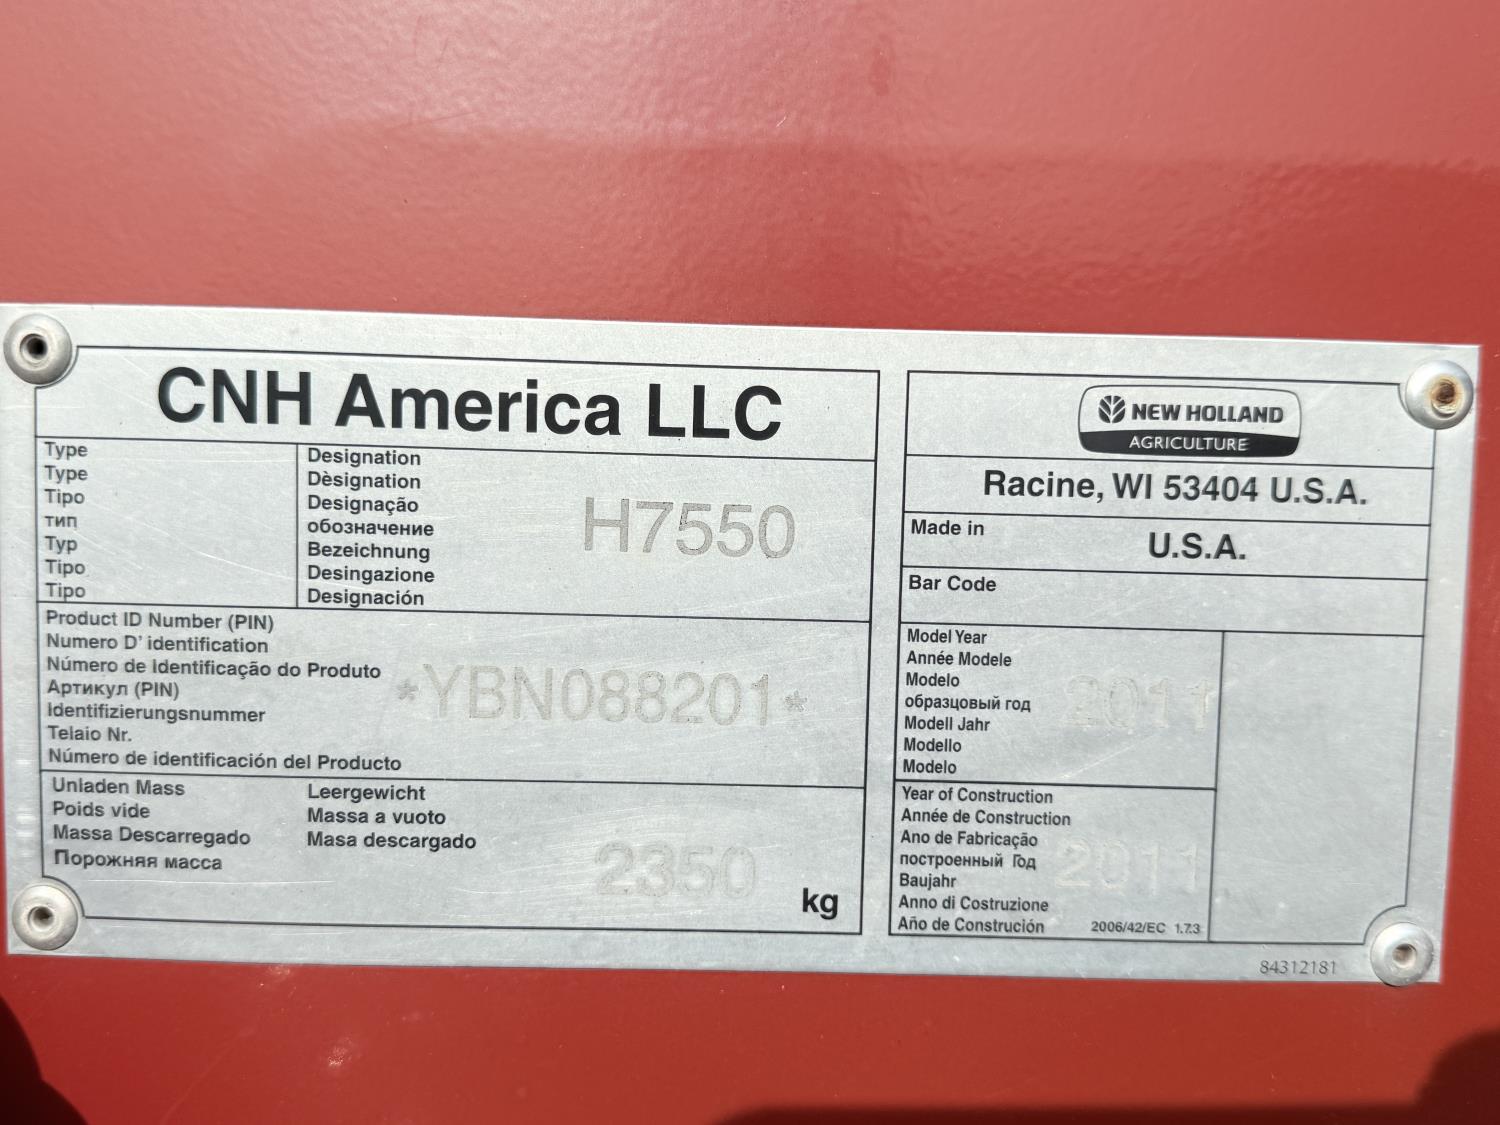 CNH America LLC
Type
Type
Tipo
тип
Typ
Tipo
Tipo
Designation
Dèsignation
Designação
обозначение
Bezeichnung
Desingazione
Designación
H7550
Product ID Number (PIN)
Numero D' identification
Número de Identificação do Produto
Артикул (PIN)
Identifizierungsnummer
Telaio Nr.
Número de identificación del Producto
*YBN088201*
Unladen Mass
Poids vide
Massa Descarregado
Порожняя масса
Leergewicht
Massa a vuoto
Masa descargado
2350
kg
NEW HOLLAND
AGRICULTURE
Racine, WI 53404 U.S.A.
Made in
U.S.A.
Bar Code
Model Year
Année Modele
Modelo
образцовый год
Modell Jahr
Modello
Modelo
2011
Year of Construction
Année de Construction
Ano de Fabricação
построенный Год
Baujahr
Anno di Costruzione
Año de Construción
2011
2006/42/EC 1.7.3
84312181